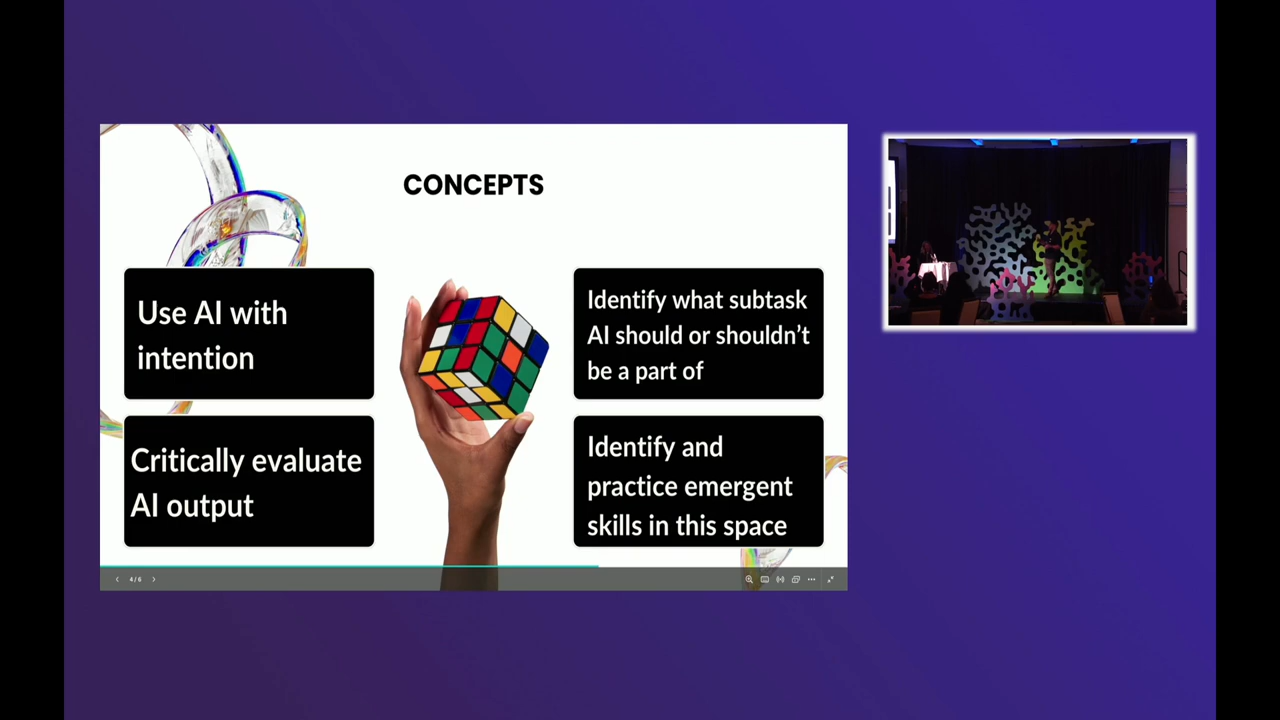 CONCEPTS
Use AI with
intention
Critically evaluate
AI output
Identify what subtask
AI should or shouldn’t
be a part of
Identify and
practice emergent
skills in this space
4 / 6